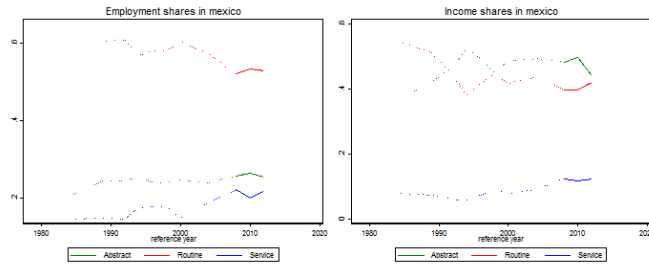 Employment shares in mexico
.6
.4
.2
1980 1990 2000 2010 2020
reference year
Abstract Routine Service
Income shares in mexico
.6
.4
.2
0
1980 1990 2000 2010 2020
reference year
Abstract Routine Service